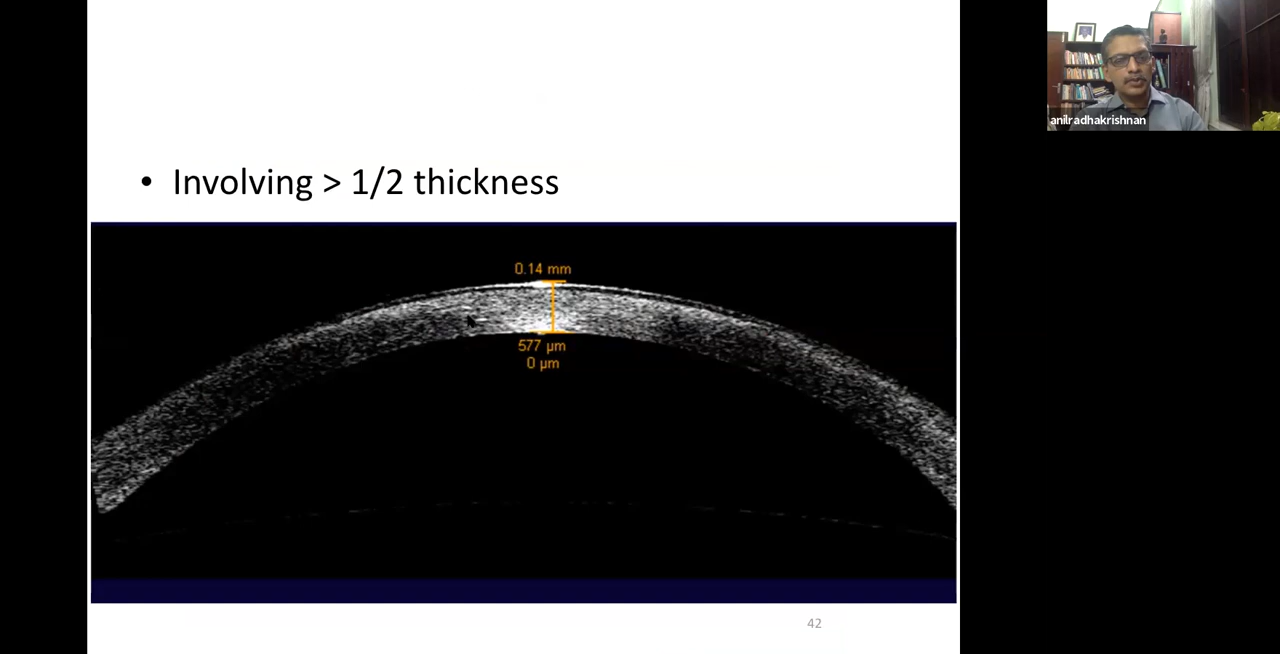 • Involving > 1/2 thickness
0.14 mm
577 µm
0 µm
42
anilradhakrishnan